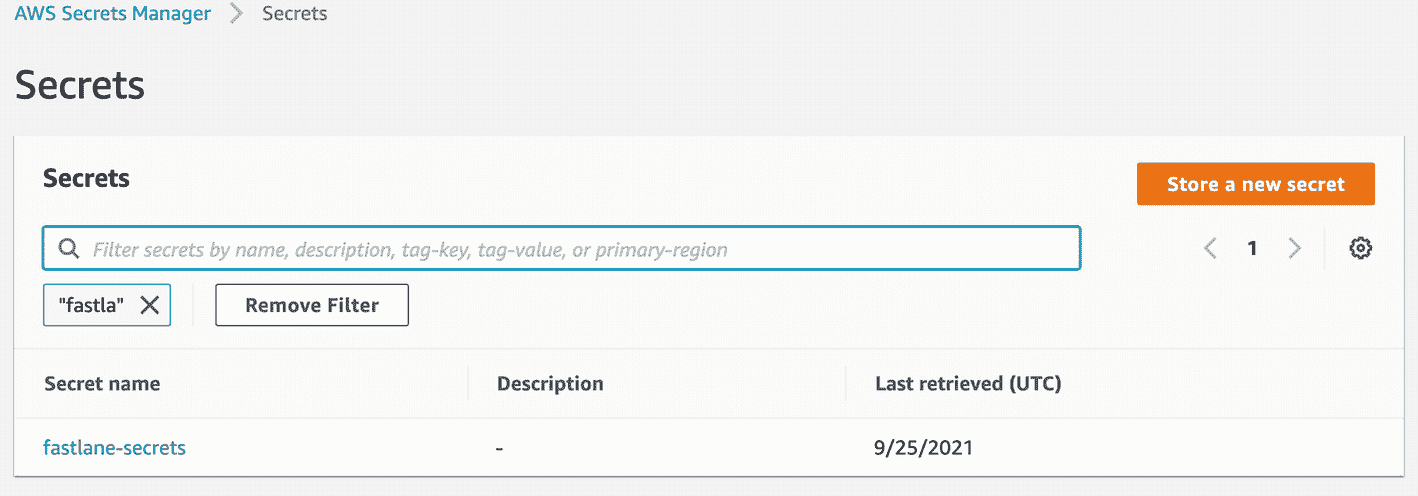 AWS Secrets Manager > Secrets
Secrets
Secrets
Store a new secret
Filter secrets by name, description, tag-key, tag-value, or primary-region
1
"fastla" Remove Filter
Secret name Description Last retrieved (UTC)
fastlane-secrets - 9/25/2021